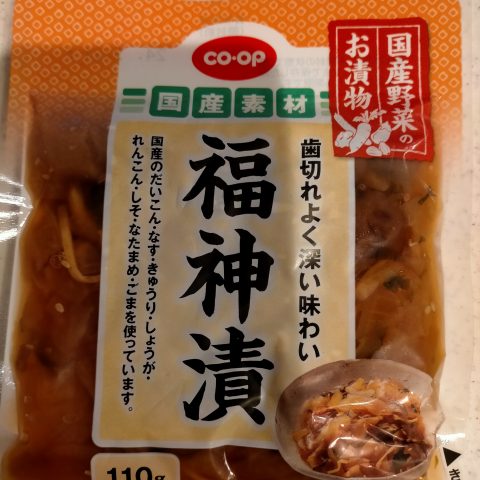 CO・OP
国産野菜の
お漬物
国産素材
歯切れよく深い味わい
福神漬
国産のだいこん・なす・きゅうり・しょうが・
れんこん・しそ・なたまめ・ごまを使っています。
110g